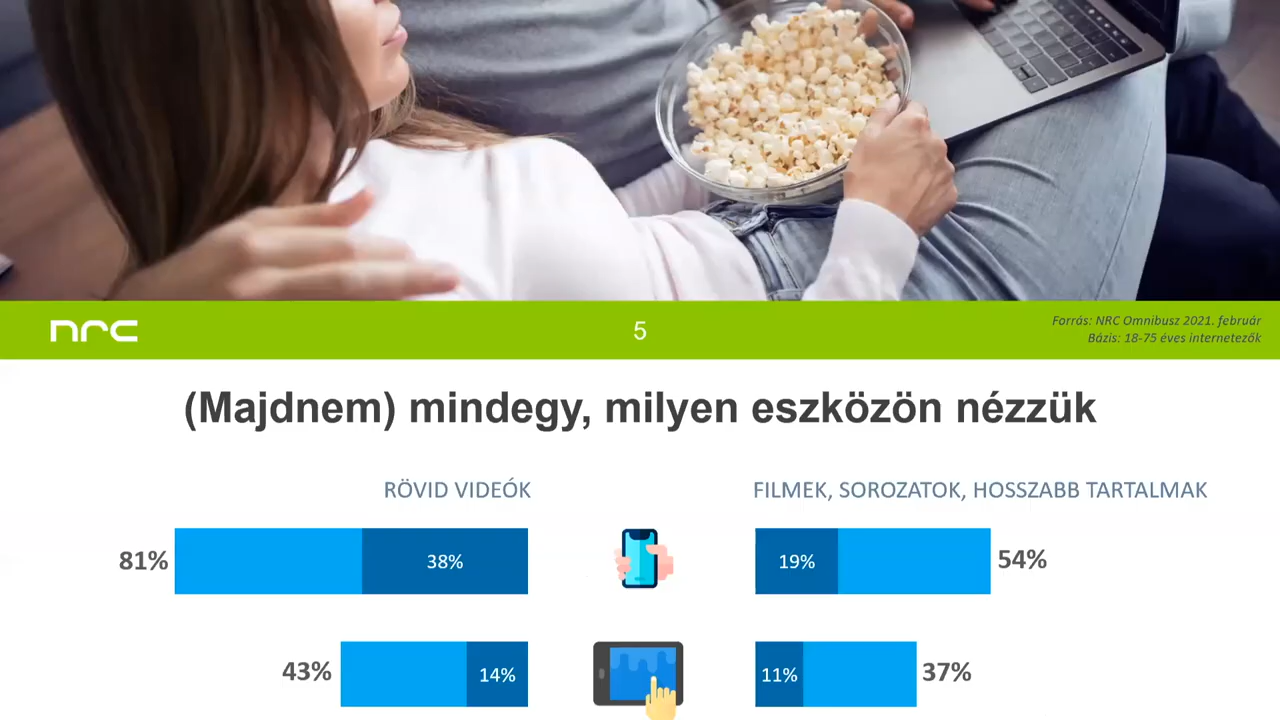 nrc
5
Forrás: NRC Omnibusz 2021. február
Bázis: 18-75 éves internetezők
(Majdnem) mindegy, milyen eszközön nézzük
RÖVID VIDEÓK
FILMEK, SOROZATOK, HOSSZABB TARTALMAK
81% 38% 19% 54%
43% 14% 11% 37%